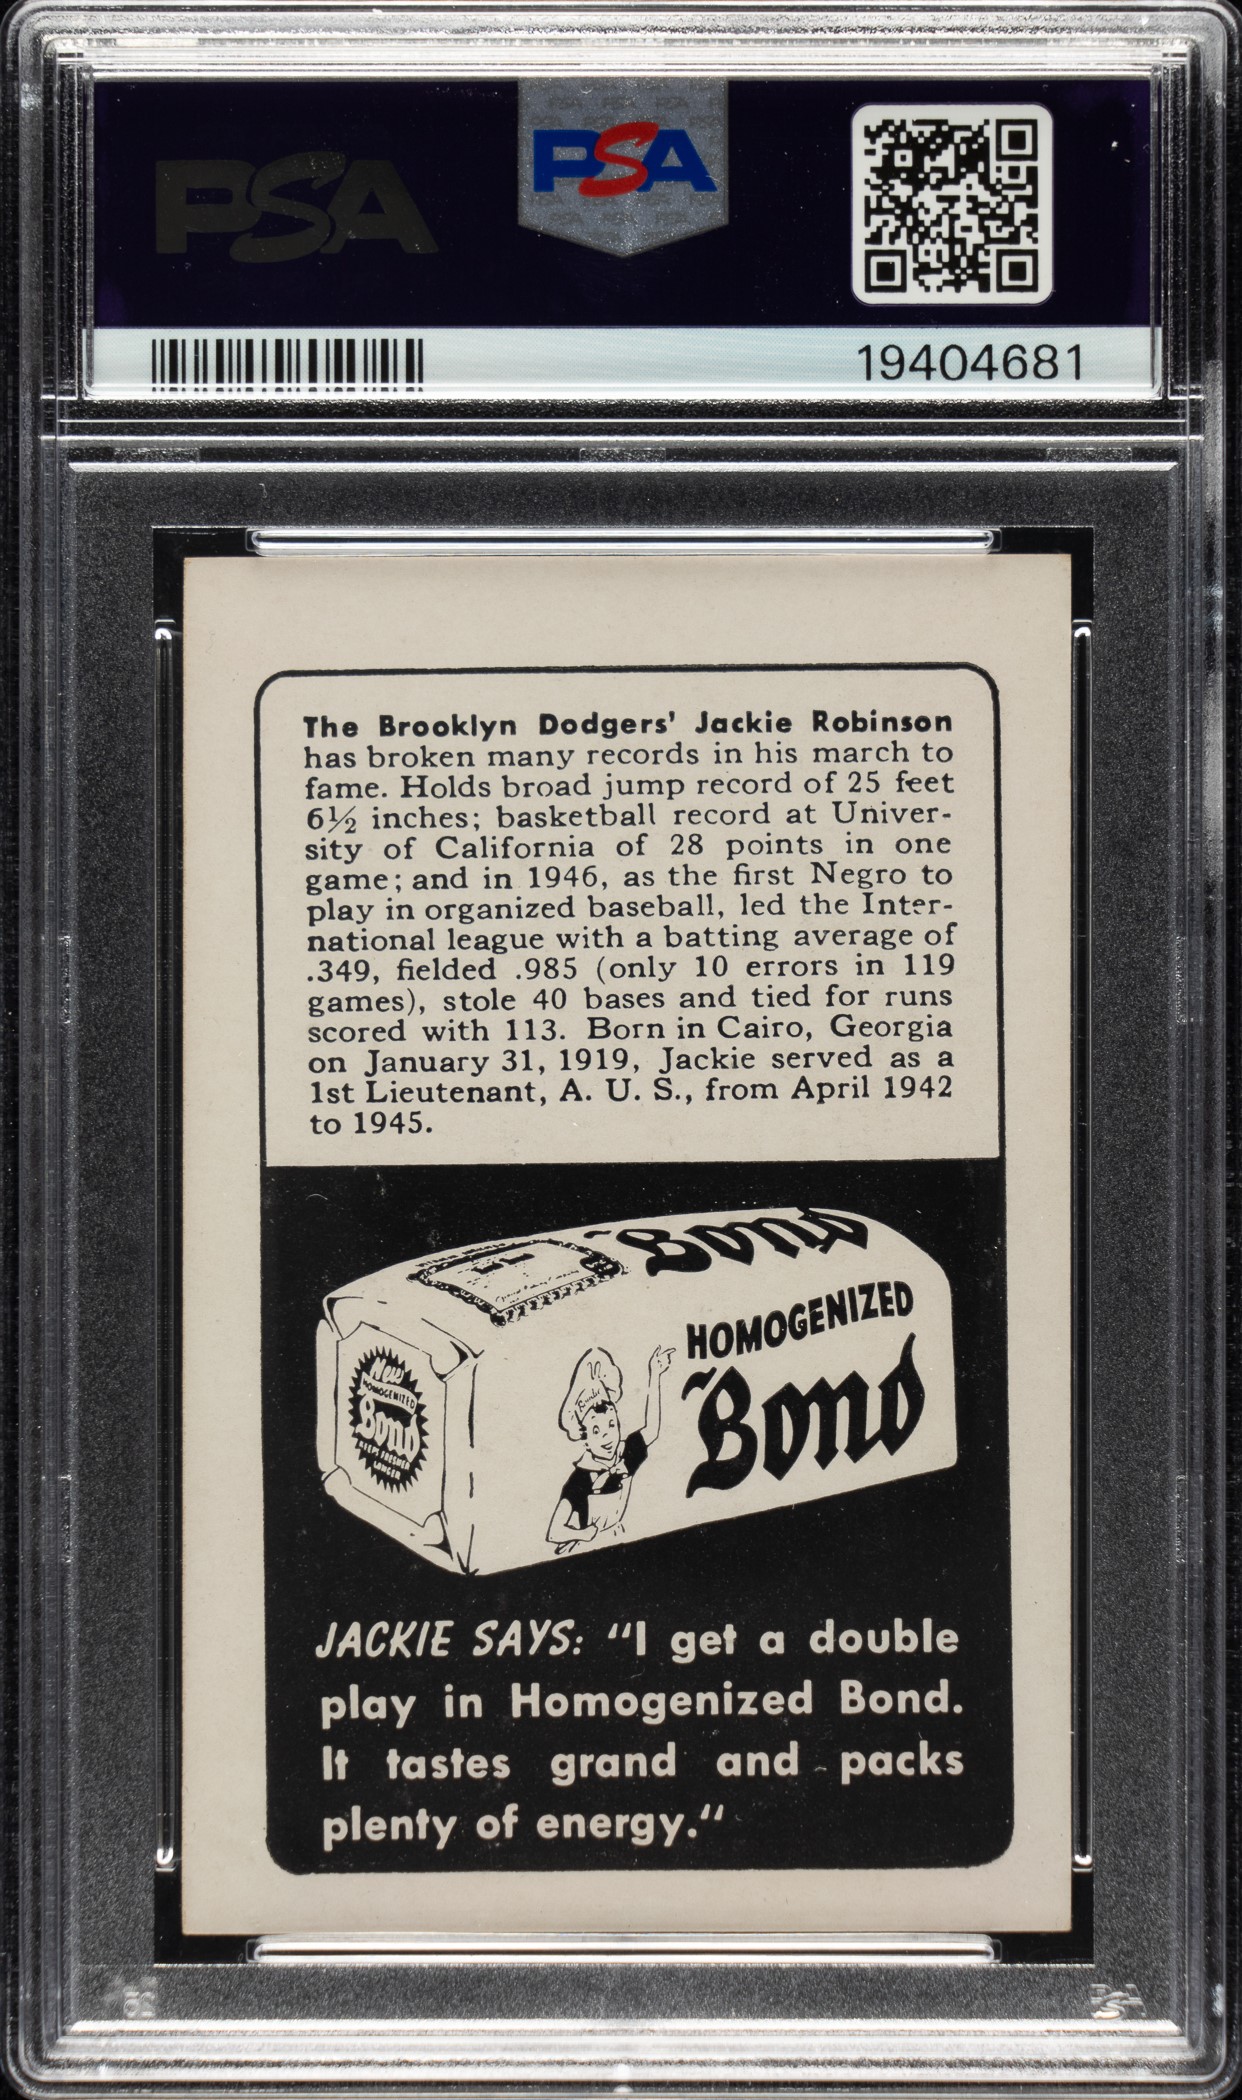 PSA
PSA
19404681
The Brooklyn Dodgers' Jackie Robinson
has broken many records in his march to
fame. Holds broad jump record of 25 feet
6½ inches; basketball record at Univer-
sity of California of 28 points in one
game; and in 1946, as the first Negro to
play in organized baseball, led the Inter-
national league with a batting average of
.349, fielded .985 (only 10 errors in 119
games), stole 40 bases and tied for runs
scored with 113. Born in Cairo, Georgia
on January 31, 1919, Jackie served as a
1st Lieutenant, A. U. S., from April 1942
to 1945.
Bond
HOMOGENIZED
Bond
New
HOMOGENIZED
Bond
KEEPS FRESHER
LONGER
JACKIE SAYS: "I get a double
play in Homogenized Bond.
It tastes grand and packs
plenty of energy."
PSA